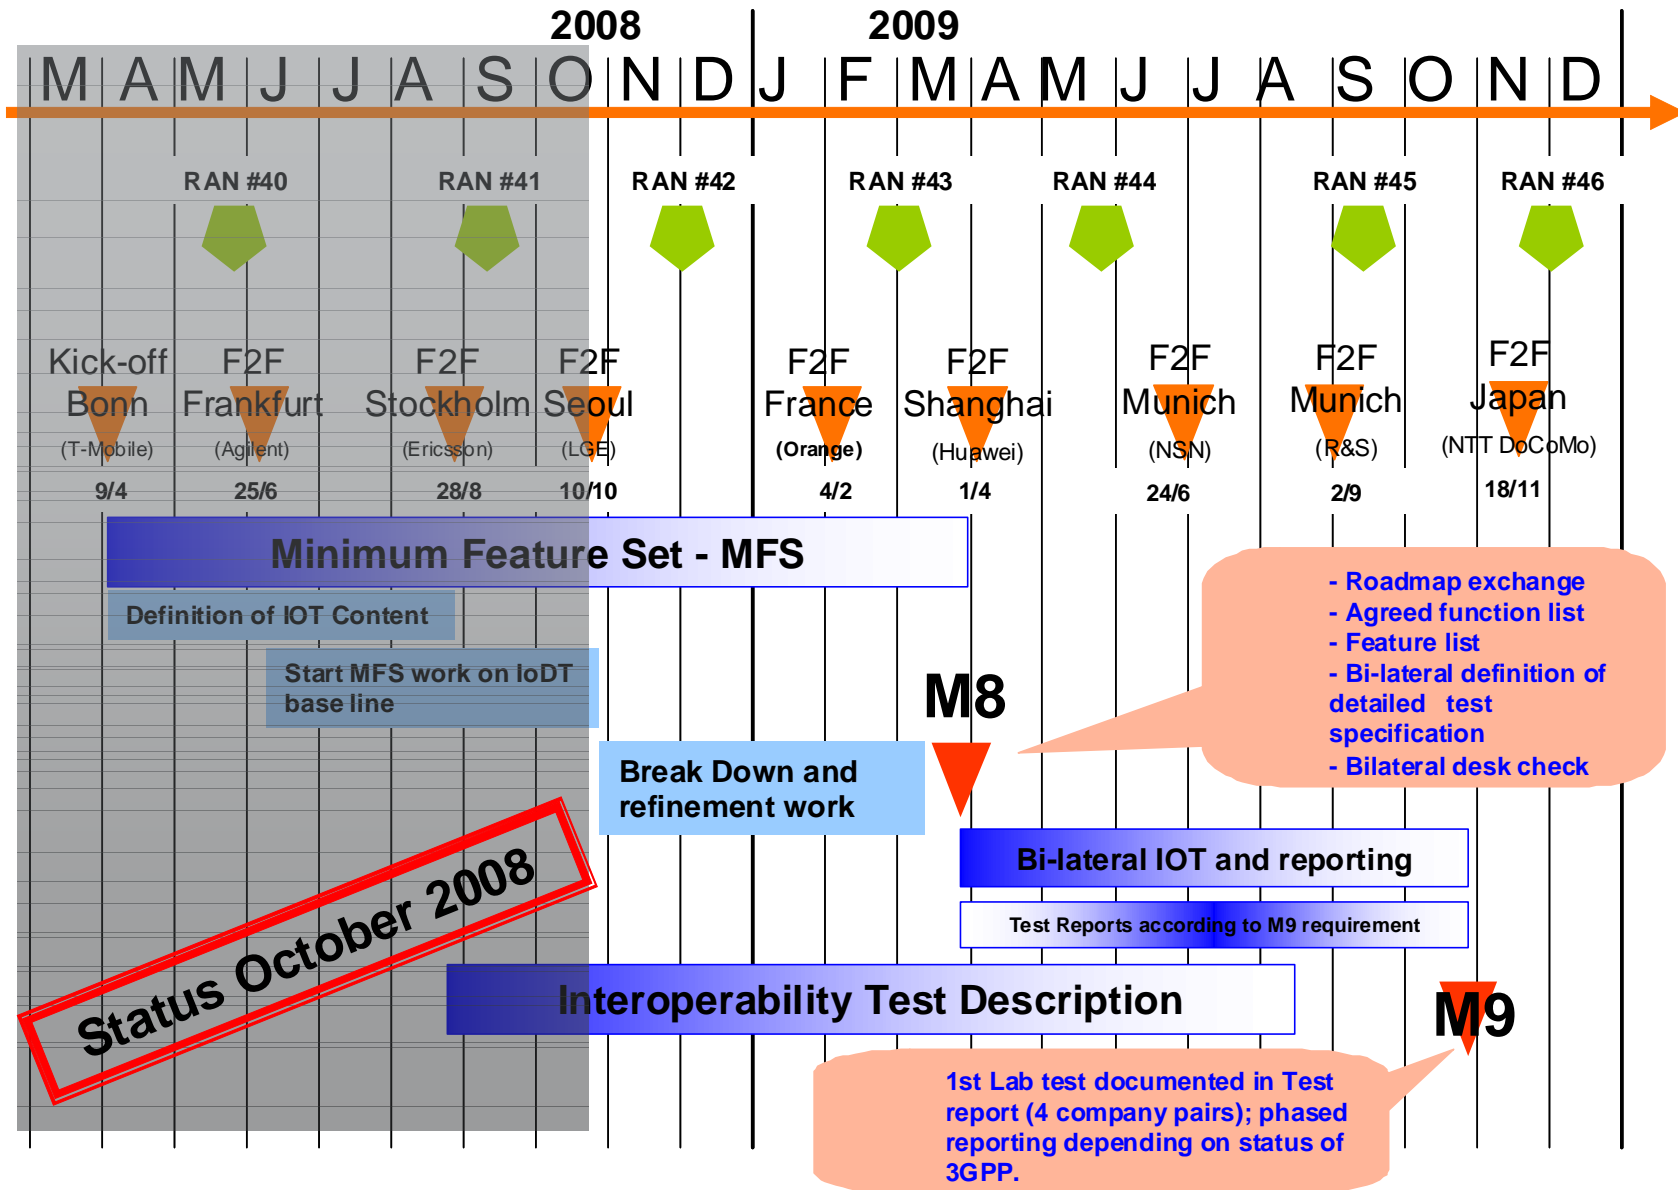 2008 2009
M A M J J A S O N D J F M A M J J A S O N D
RAN #40 RAN #41 RAN #42 RAN #43 RAN #44 RAN #45 RAN #46
Kick-off
Bonn
(T-Mobile)
9/4
F2F
Frankfurt
(Agilent)
25/6
F2F
Stockholm
(Ericsson)
28/8
F2F
Seoul
(LGE)
10/10
F2F
France
(Orange)
4/2
F2F
Shanghai
(Huawei)
1/4
F2F
Munich
(NSN)
24/6
F2F
Munich
(R&S)
2/9
F2F
Japan
(NTT DoCoMo)
18/11
Minimum Feature Set - MFS
Definition of IOT Content
Start MFS work on IoDT
base line
M8
- Roadmap exchange
- Agreed function list
- Feature list
- Bi-lateral definition of
detailed test
specification
- Bilateral desk check
Break Down and
refinement work
Bi-lateral IOT and reporting
Test Reports according to M9 requirement
Status October 2008
Interoperability Test Description
M9
1st Lab test documented in Test
report (4 company pairs); phased
reporting depending on status of
3GPP.